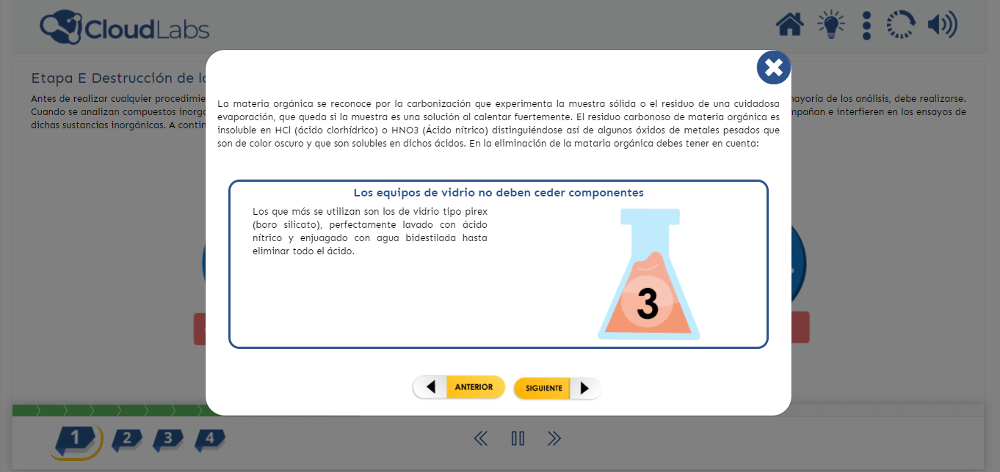 CloudLabs
Etapa E Destrucción de
Antes de realizar cualquier
mayoría de los análisis, debe realizarse.
Cuando se analizan compuestos
e interfieren en los ensayos de
dichas sustancias inorgánicas. A
La materia orgánica se reconoce por la carbonización que experimenta la muestra sólida o el residuo de una cuidadosa
evaporación, que queda si la muestra es una solución al calentar fuertemente. El residuo carbonoso de materia orgánica es
insoluble en HCl (ácido clorhídrico) o HNO3 (Ácido nítrico) distinguiéndose así de algunos óxidos de metales pesados que
son de color oscuro y que son solubles en dichos ácidos. En la eliminación de la mataria orgánica debes tener en cuenta:
Los equipos de vidrio no deben ceder componentes
Los que más se utilizan son los de vidrio tipo pirex
(boro silicato), perfectamente lavado con ácido
nítrico y enjuagado con agua bidestilada hasta
eliminar todo el ácido.
3
ANTERIOR
SIGUIENTE
1
2
3
4